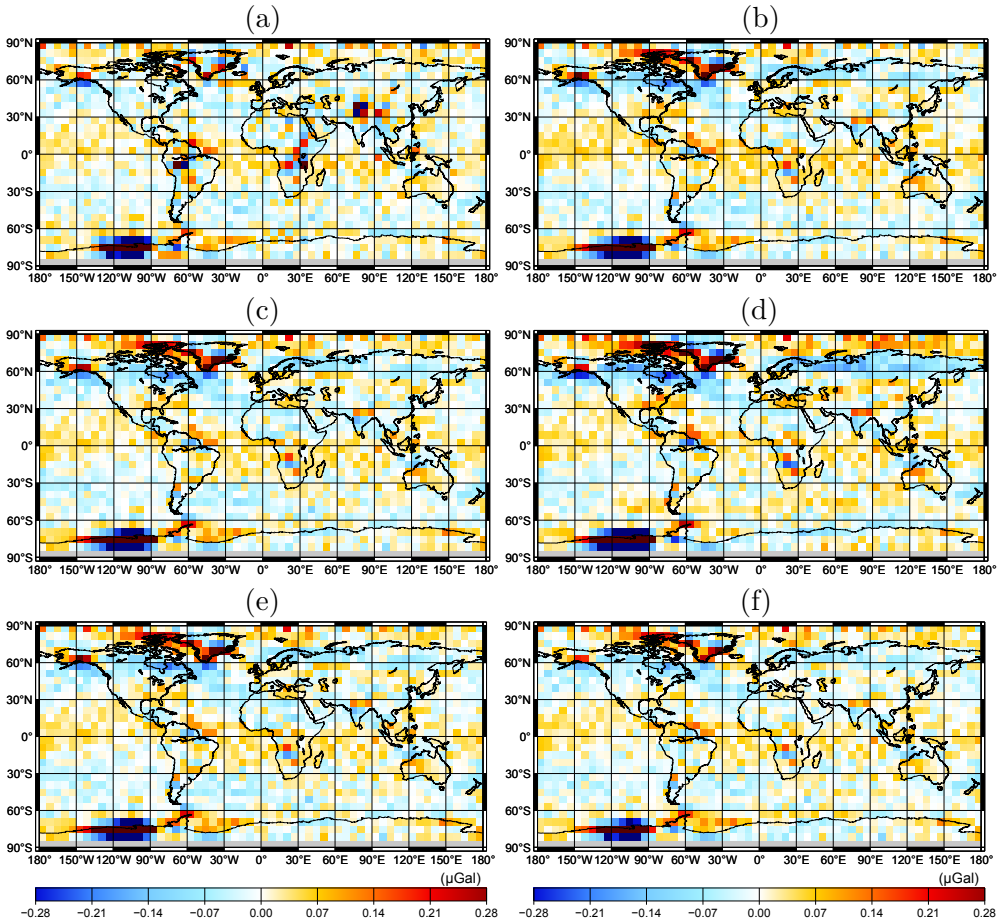 (a) (b)
90°N 90°N
60°N 60°N
30°N 30°N
0° 0°
30°S 30°S
60°S 60°S
90°S 90°S
180° 150°W 120°W 90°W 60°W 30°W 0° 30°E 60°E 90°E 120°E 150°E 180° 180° 150°W 120°W 90°W 60°W 30°W 0° 30°E 60°E 90°E 120°E 150°E 180°
(c) (d)
90°N 90°N
60°N 60°N
30°N 30°N
0° 0°
30°S 30°S
60°S 60°S
90°S 90°S
180° 150°W 120°W 90°W 60°W 30°W 0° 30°E 60°E 90°E 120°E 150°E 180° 180° 150°W 120°W 90°W 60°W 30°W 0° 30°E 60°E 90°E 120°E 150°E 180°
(e) (f)
90°N 90°N
60°N 60°N
30°N 30°N
0° 0°
30°S 30°S
60°S 60°S
90°S 90°S
180° 150°W 120°W 90°W 60°W 30°W 0° 30°E 60°E 90°E 120°E 150°E 180° 180° 150°W 120°W 90°W 60°W 30°W 0° 30°E 60°E 90°E 120°E 150°E 180°
(μGal) (μGal)
−0.28 −0.21 −0.14 −0.07 0.00 0.07 0.14 0.21 0.28 −0.28 −0.21 −0.14 −0.07 0.00 0.07 0.14 0.21 0.28